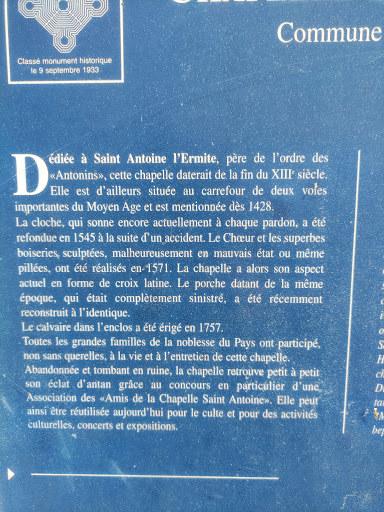 Commune
Classé monument historique
le 9 septembre 1933
Dédiée à Saint Antoine l'Ermite, père de l'ordre des
«Antonins», cette chapelle daterait de la fin du XIIIe siècle.
Elle est d'ailleurs située au carrefour de deux voies
importantes du Moyen Age et est mentionnée dès 1428.
La cloche, qui sonne encore actuellement à chaque pardon, a été
refondue en 1545 à la suite d'un accident. Le Chœur et les superbes
boiseries, sculptées, malheureusement en mauvais état ou même
pillées, ont été réalisés en 1571. La chapelle a alors son aspect
actuel en forme de croix latine. Le porche datant de la même
époque, qui était complètement sinistré, a été récemment
reconstruit à l'identique.
Le calvaire dans l'enclos a été érigé en 1757.
Toutes les grandes familles de la noblesse du Pays ont participé,
non sans querelles, à la vie et à l'entretien de cette chapelle.
Abandonnée et tombant en ruine, la chapelle retrouve petit à petit
son éclat d'antan grâce au concours en particulier d'une
Association des «Amis de la Chapelle Saint Antoine». Elle peut
ainsi être réutilisée aujourd'hui pour le culte et pour des activités
culturelles, concerts et expositions.